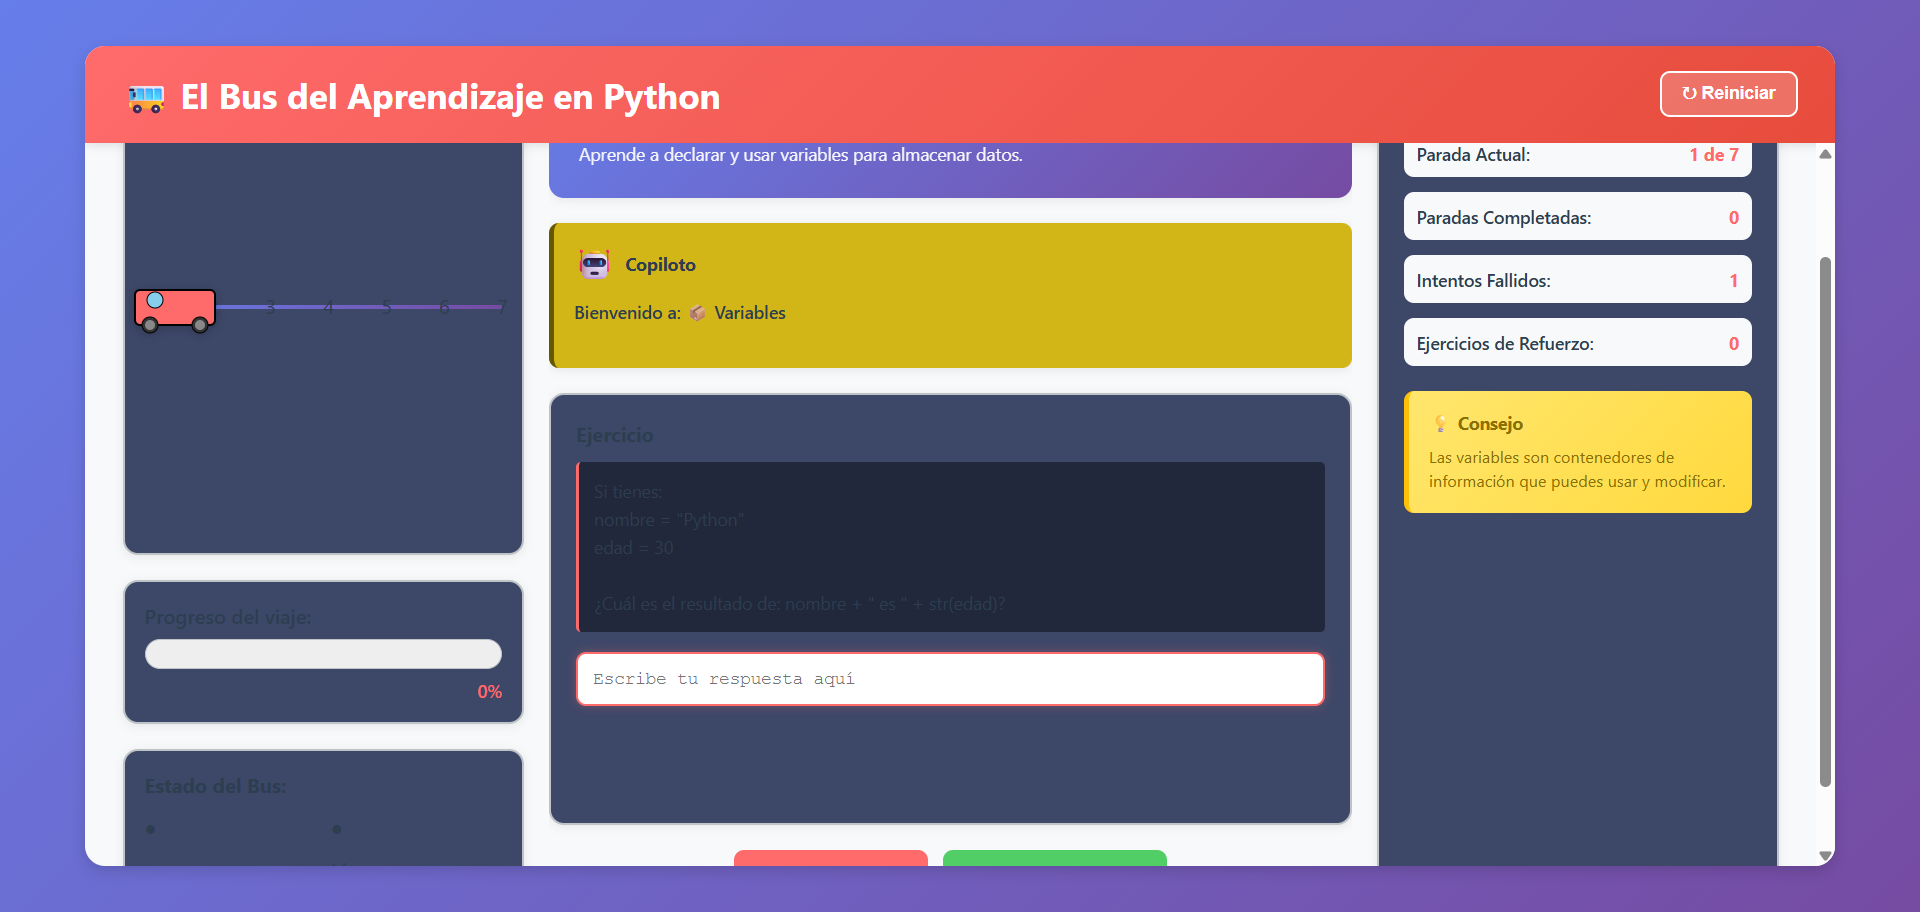 El Bus del Aprendizaje en Python
↻ Reiniciar
3 4 5 6 7
Progreso del viaje:
0%
Estado del Bus:
Aprende a declarar y usar variables para almacenar datos.
Copiloto
Bienvenido a: 📦 Variables
Ejercicio
Si tienes:
nombre = "Python"
edad = 30
¿Cuál es el resultado de: nombre + " es " + str(edad)?
Escribe tu respuesta aquí
Parada Actual: 1 de 7
Paradas Completadas: 0
Intentos Fallidos: 1
Ejercicios de Refuerzo: 0
💡 Consejo
Las variables son contenedores de
información que puedes usar y modificar.